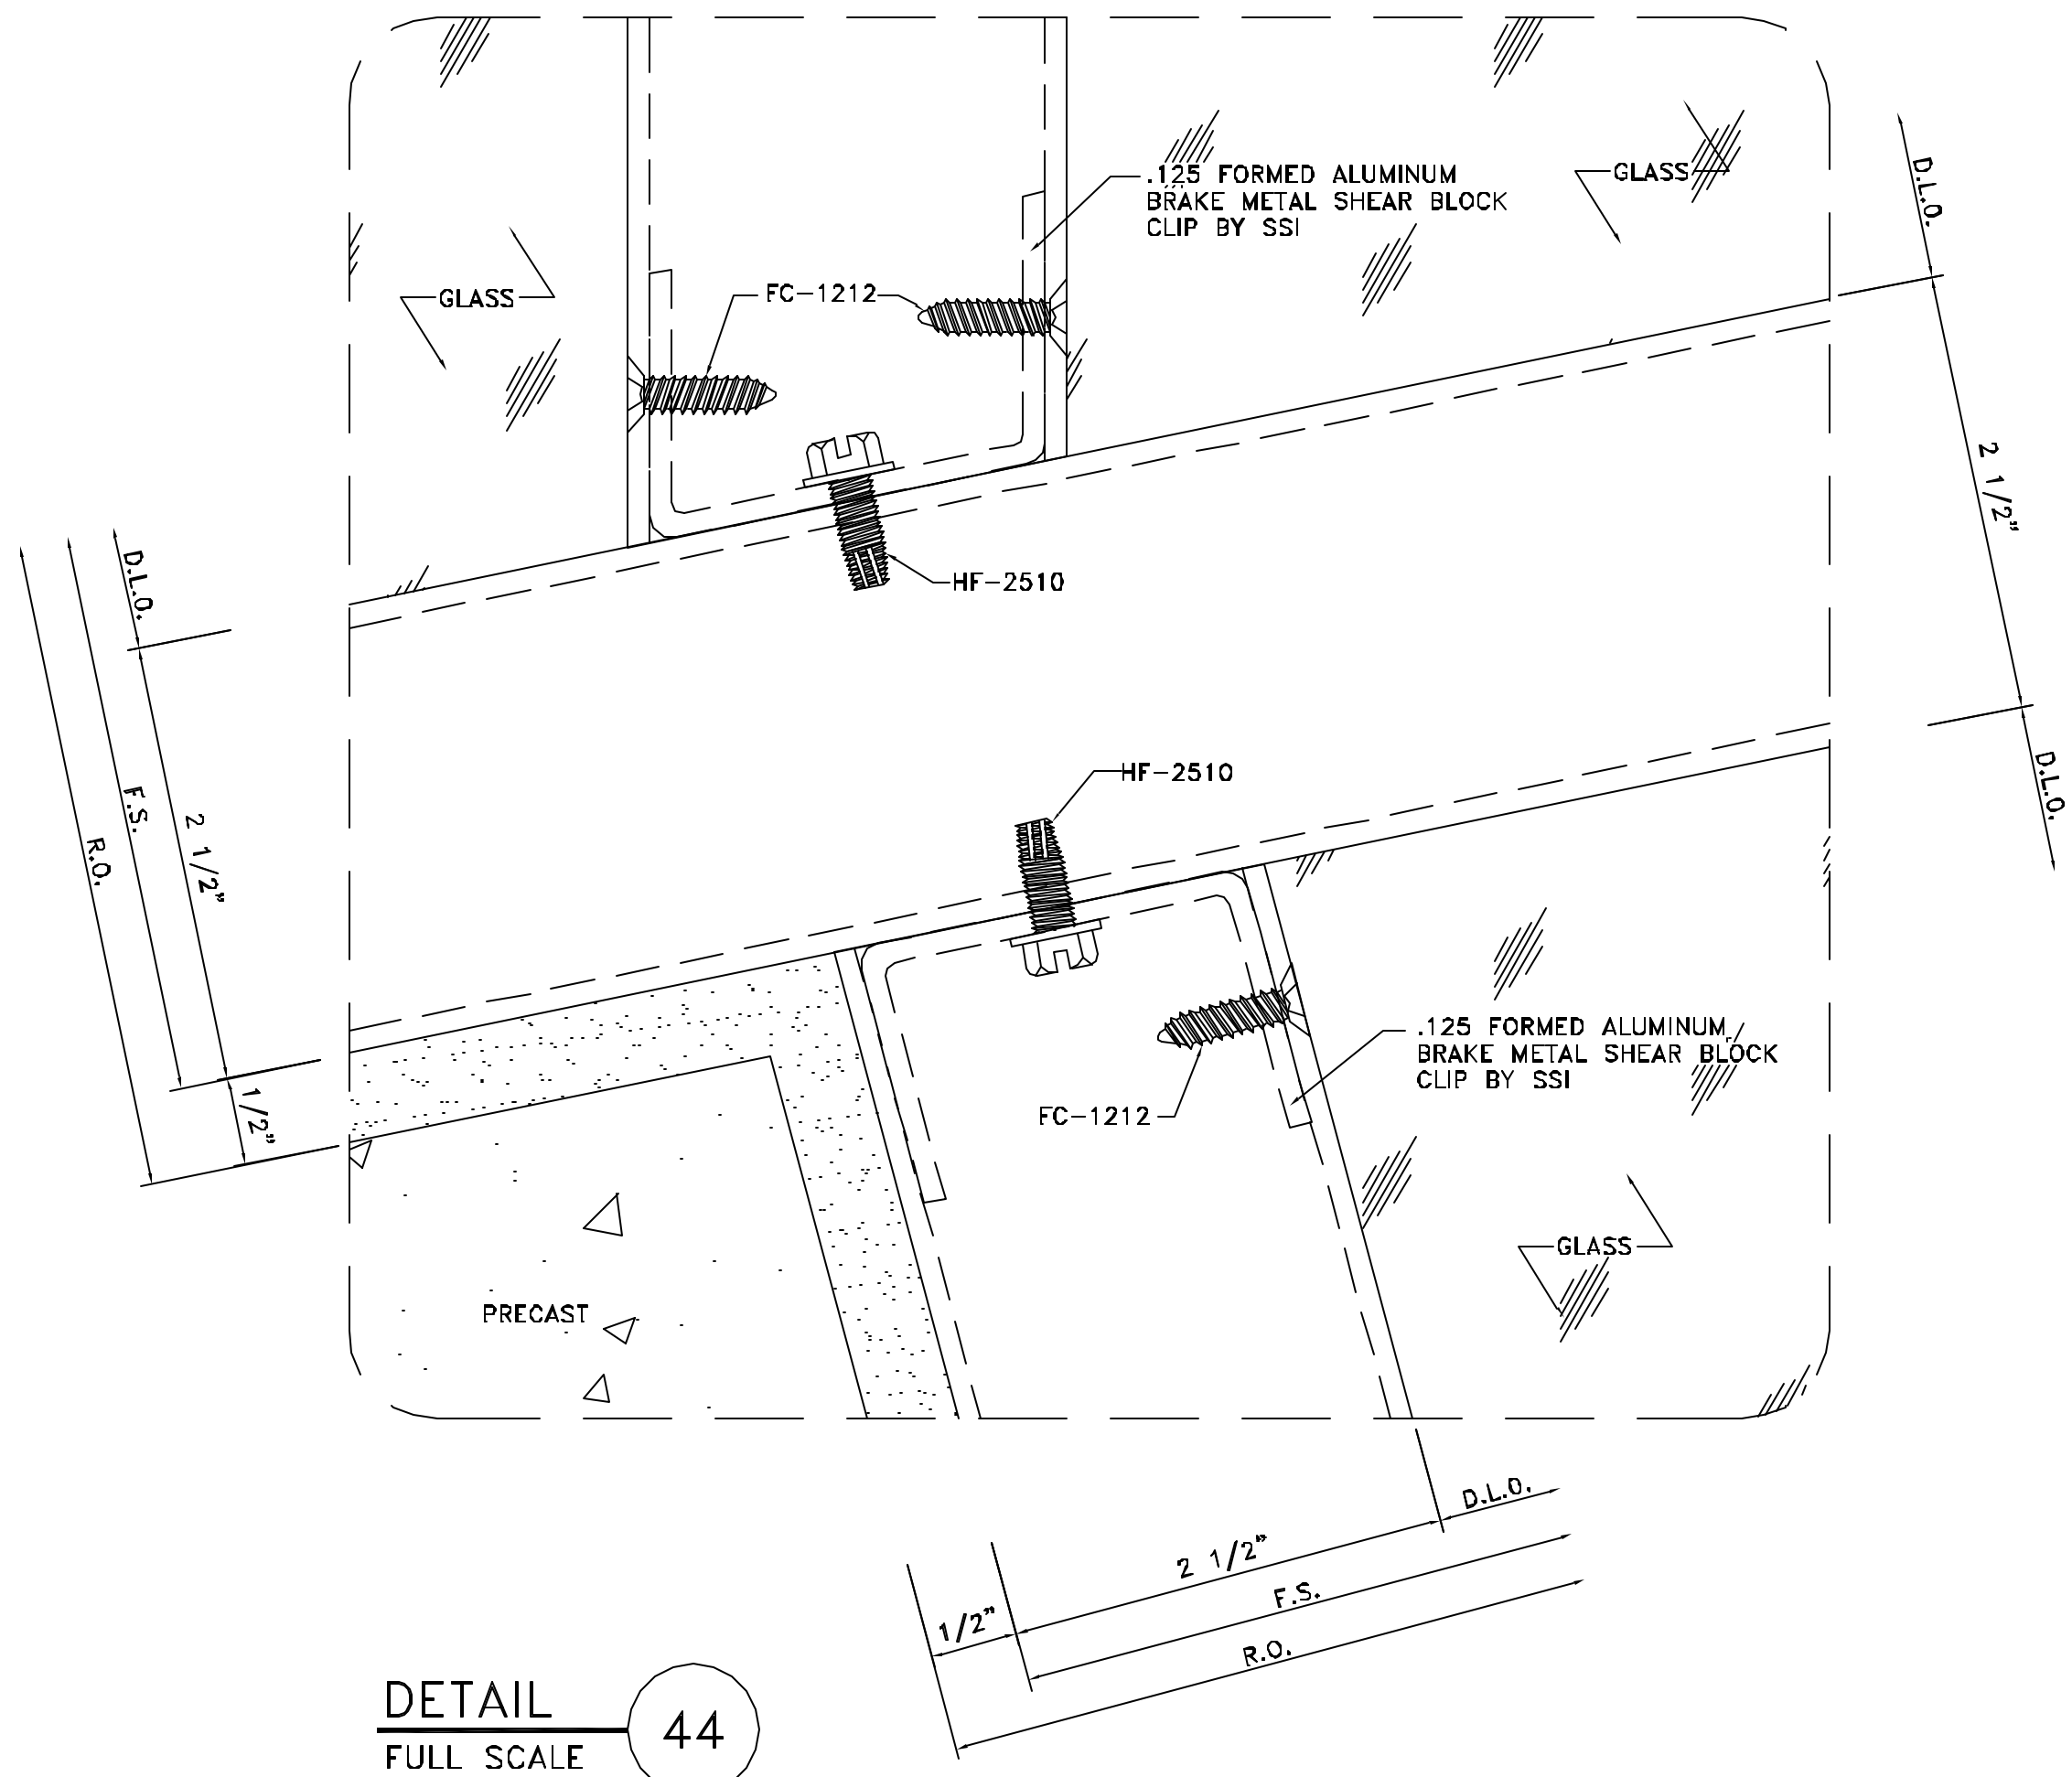 .125 FORMED ALUMINUM
BRAKE METAL SHEAR BLOCK
CLIP BY SSI
GLASS
D.L.O.
GLASS
FC-1212
2 1/2"
D.L.O.
HF-2510
HF-2510
D.L.O.
F.S.
2 1/2"
R.O.
.125 FORMED ALUMINUM
BRAKE METAL SHEAR BLOCK
CLIP BY SSI
1/2"
FC-1212
GLASS
PRECAST
D.L.O.
2 1/2"
F.S.
1/2"
R.O.
DETAIL
44
FULL SCALE